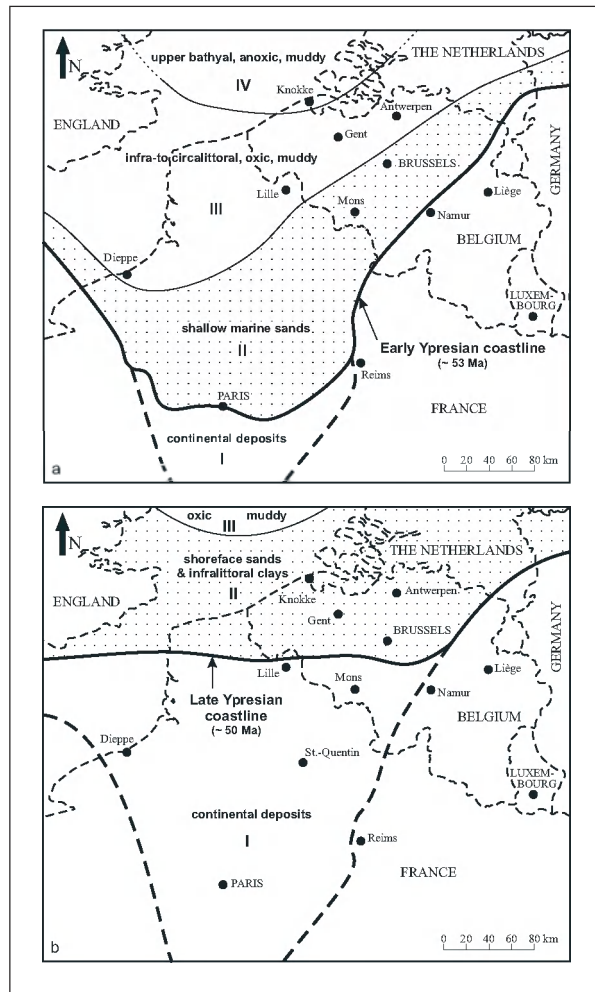 upper bathyal, anoxic, muddy
THE NETHERLANDS
N
IV
Knokke
Antwerpen
ENGLAND
Gent
GERMANY
infra-to circalittoral, oxic, muddy
BRUSSELS
Lille
Liège
III
Mons
Namur
BELGIUM
Dieppe
LUXEM-
BOURG
shallow marine sands
II
Early Ypresian coastline
(~ 53 Ma)
Reims
PARIS
FRANCE
continental deposits
I
0 20 40 60 80 km
a
oxic muddy
III
N
THE NETHERLANDS
shoreface sands
& infralittoral clays
II
Knokke
Antwerpen
ENGLAND
Gent
GERMANY
BRUSSELS
Lille
Liège
Mons
Namur
Late Ypresian
coastline
(~ 50 Ma)
BELGIUM
Dieppe
St.-Quentin
LUXEM-
BOURG
continental deposits
I
Reims
FRANCE
PARIS
0 20 40 60 80 km
b